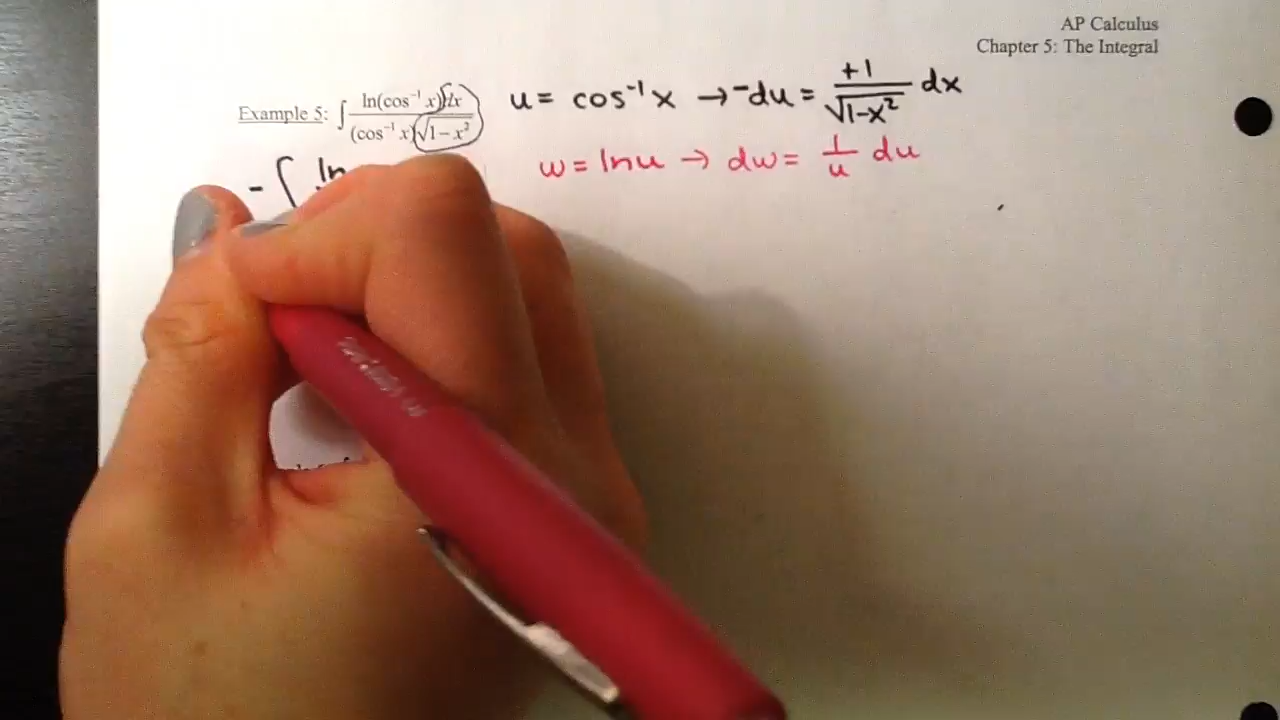 AP Calculus
Chapter 5: The Integral
Example 5: ∫ ln(cos⁻¹ x)dx / (cos⁻¹ x)√1−x²
u = cos⁻¹x → -du = +1/√1-x² dx
- ∫ ln
w = ln u → dw = 1/u du